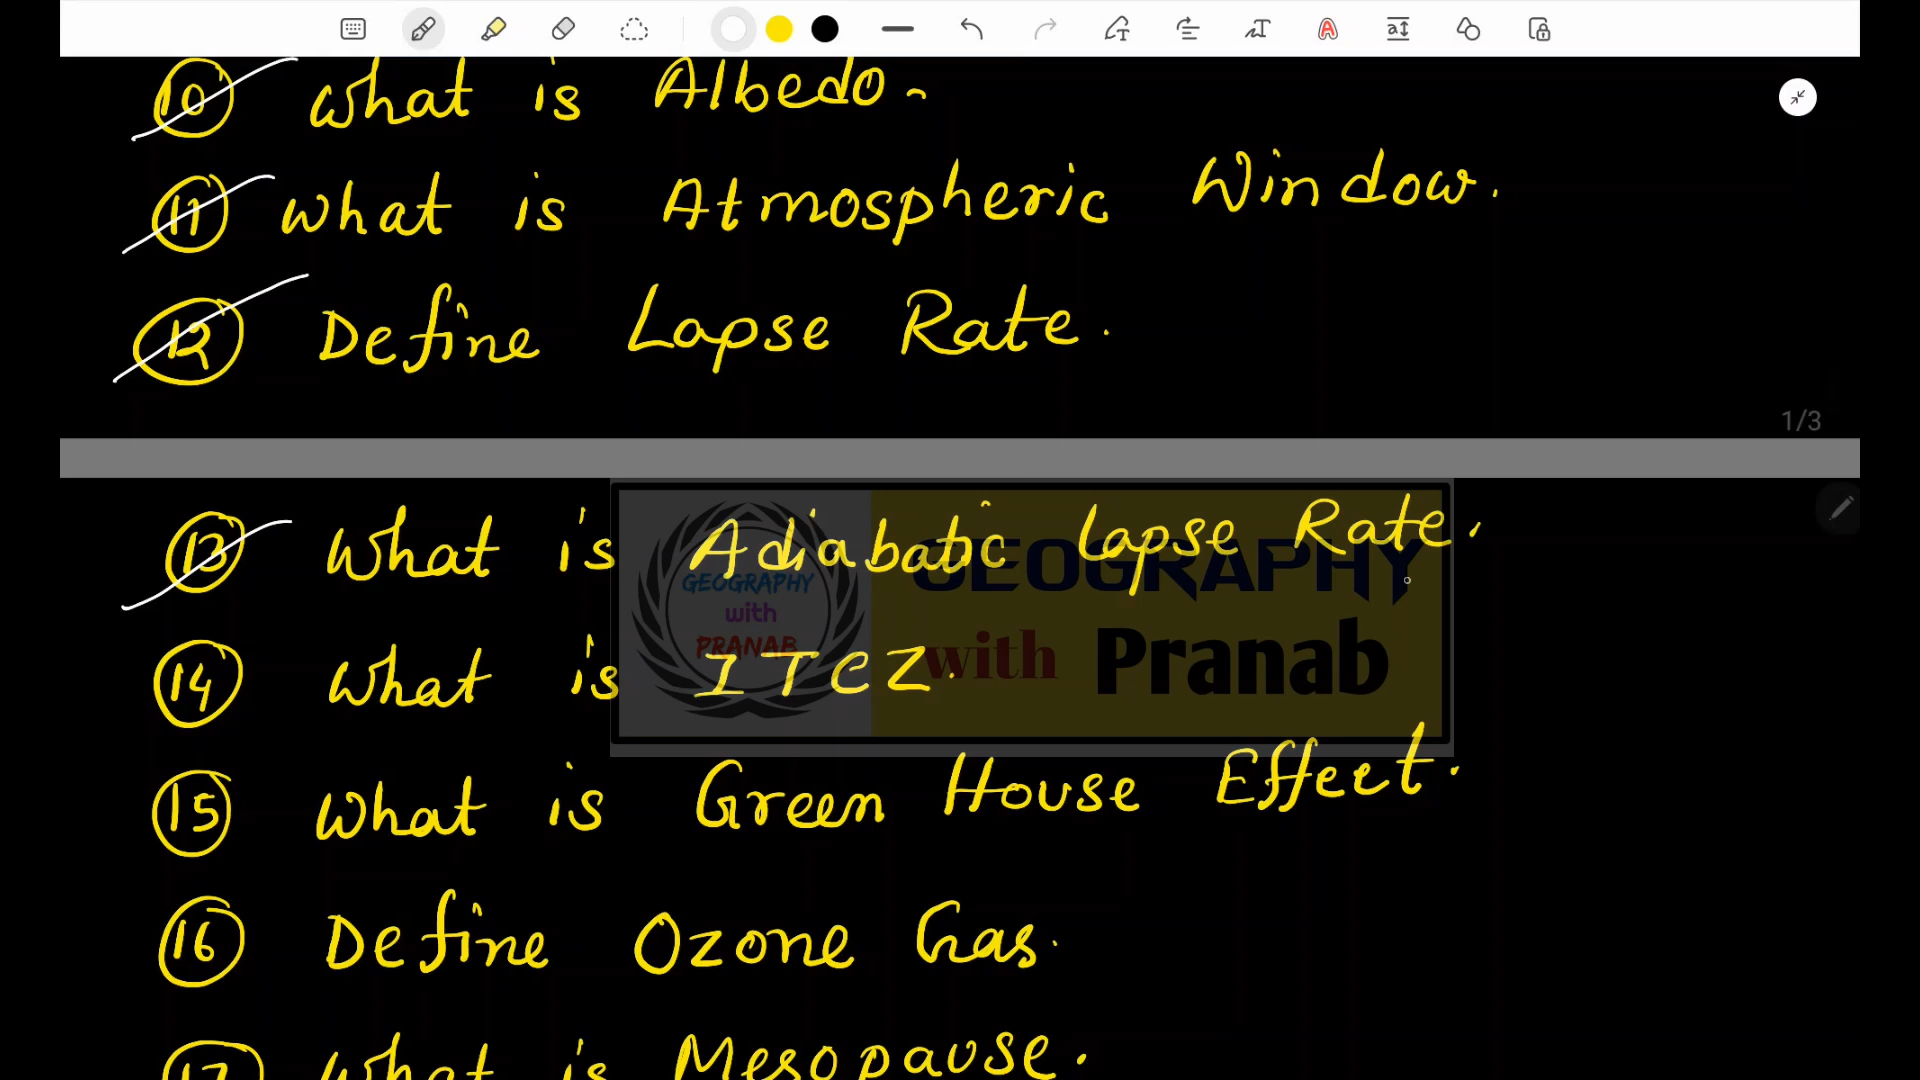 10 What is Albedo.
11 What is Atmospheric Window.
12 Define Lapse Rate.
1/3
13 What is Adiabatic Lapse Rate.
GEOGRAPHY
with
PRANAB
GEOGRAPHY
with Pranab
14 What is ITCZ.
15 What is Green House Effect.
16 Define Ozone Gas.
17 What is Mesopause.